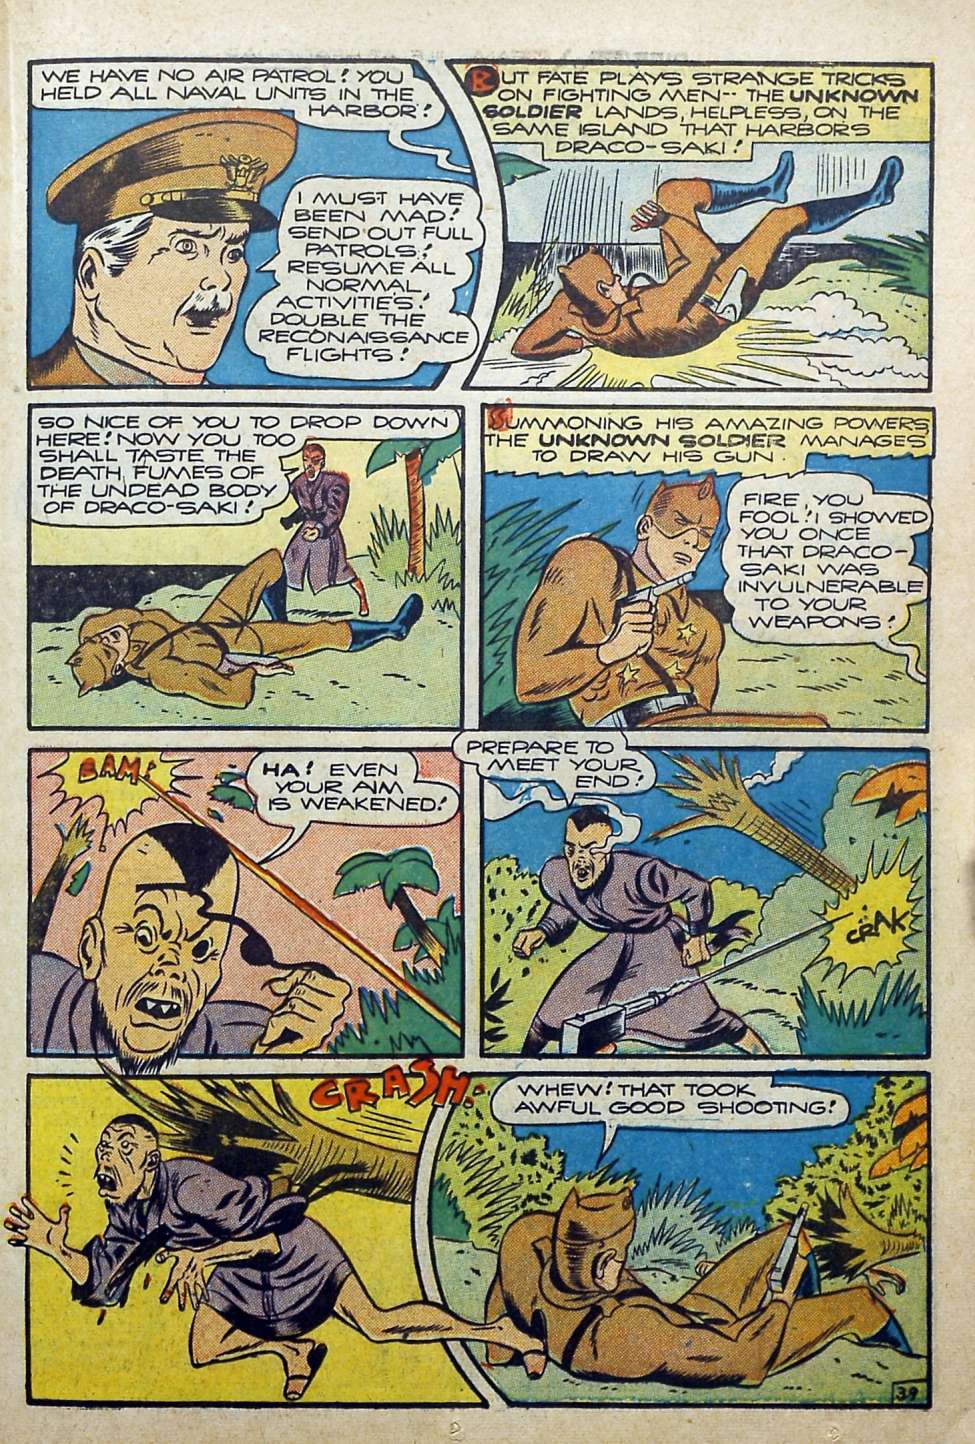 WE HAVE NO AIR PATROL! YOU
HELD ALL NAVAL UNITS IN THE
HARBOR!
I MUST HAVE
BEEN MAD!
SEND OUT FULL
PATROLS!
RESUME ALL
NORMAL
ACTIVITIES!
DOUBLE THE
RECONAISSANCE
FLIGHTS!
BUT FATE PLAYS STRANGE TRICKS
ON FIGHTING MEN-- THE UNKNOWN
SOLDIER LANDS, HELPLESS, ON THE
SAME ISLAND THAT HARBORS
DRACO-SAKI!
SO NICE OF YOU TO DROP DOWN
HERE! NOW YOU TOO
SHALL TASTE THE
DEATH FUMES OF
THE UNDEAD BODY
OF DRACO-SAKI!
SUMMONING HIS AMAZING POWERS
THE UNKNOWN SOLDIER MANAGES
TO DRAW HIS GUN.
FIRE, YOU
FOOL! I SHOWED
YOU ONCE
THAT DRACO-
SAKI WAS
INVULNERABLE
TO YOUR
WEAPONS!
BAM!
HA! EVEN
YOUR AIM
IS WEAKENED!
PREPARE TO
MEET YOUR
END!
CRAK
CRASH!
WHEW! THAT TOOK
AWFUL GOOD SHOOTING!
39